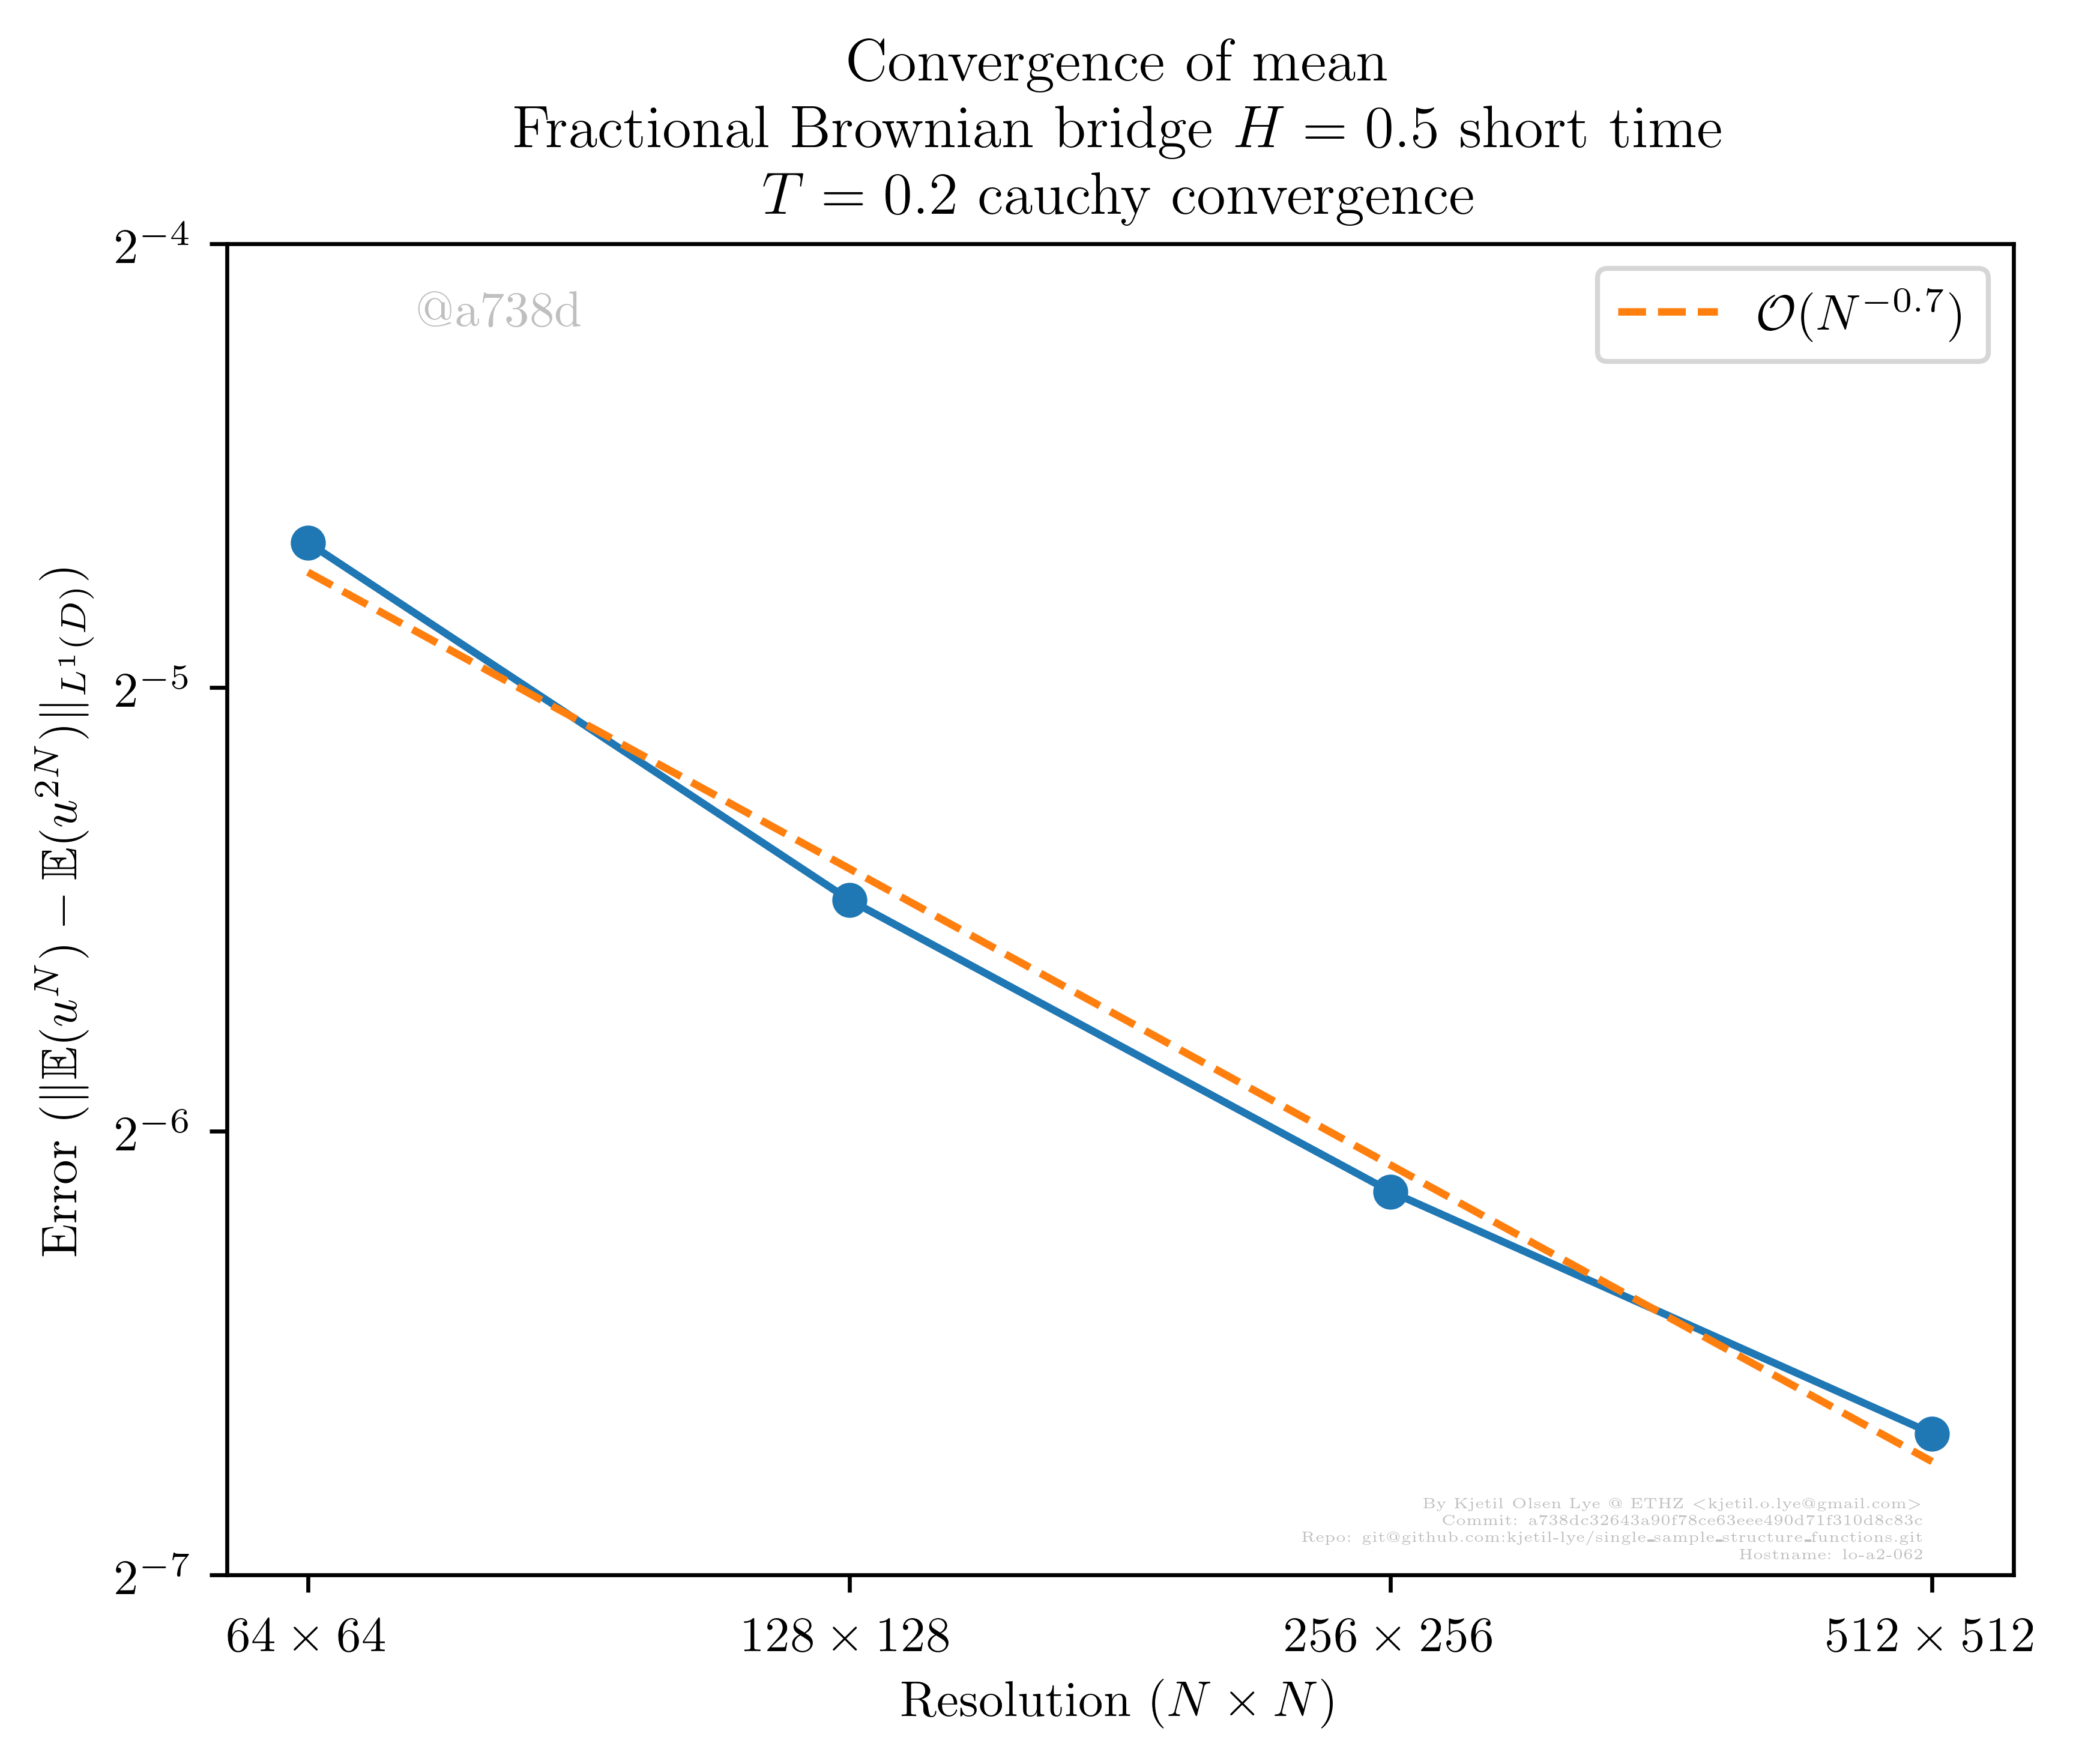 Convergence of mean
Fractional Brownian bridge H = 0.5 short time
T = 0.2 cauchy convergence
2^{-4}
@a738d
O(N^{-0.7})
2^{-5}
Error (||𝔼(u^N) − 𝔼(u^{2N})||_{L^1(D)})
2^{-6}
By Kjetil Olsen Lye @ ETHZ <kjetil.o.lye@gmail.com>
Commit: a738dc32643a90f78ce63eee490d71f310d8c83c
Repo: git@github.com:kjetil-lye/single_sample_structure_functions.git
Hostname: lo-a2-062
2^{-7}
64 × 64 128 × 128 256 × 256 512 × 512
Resolution (N × N)